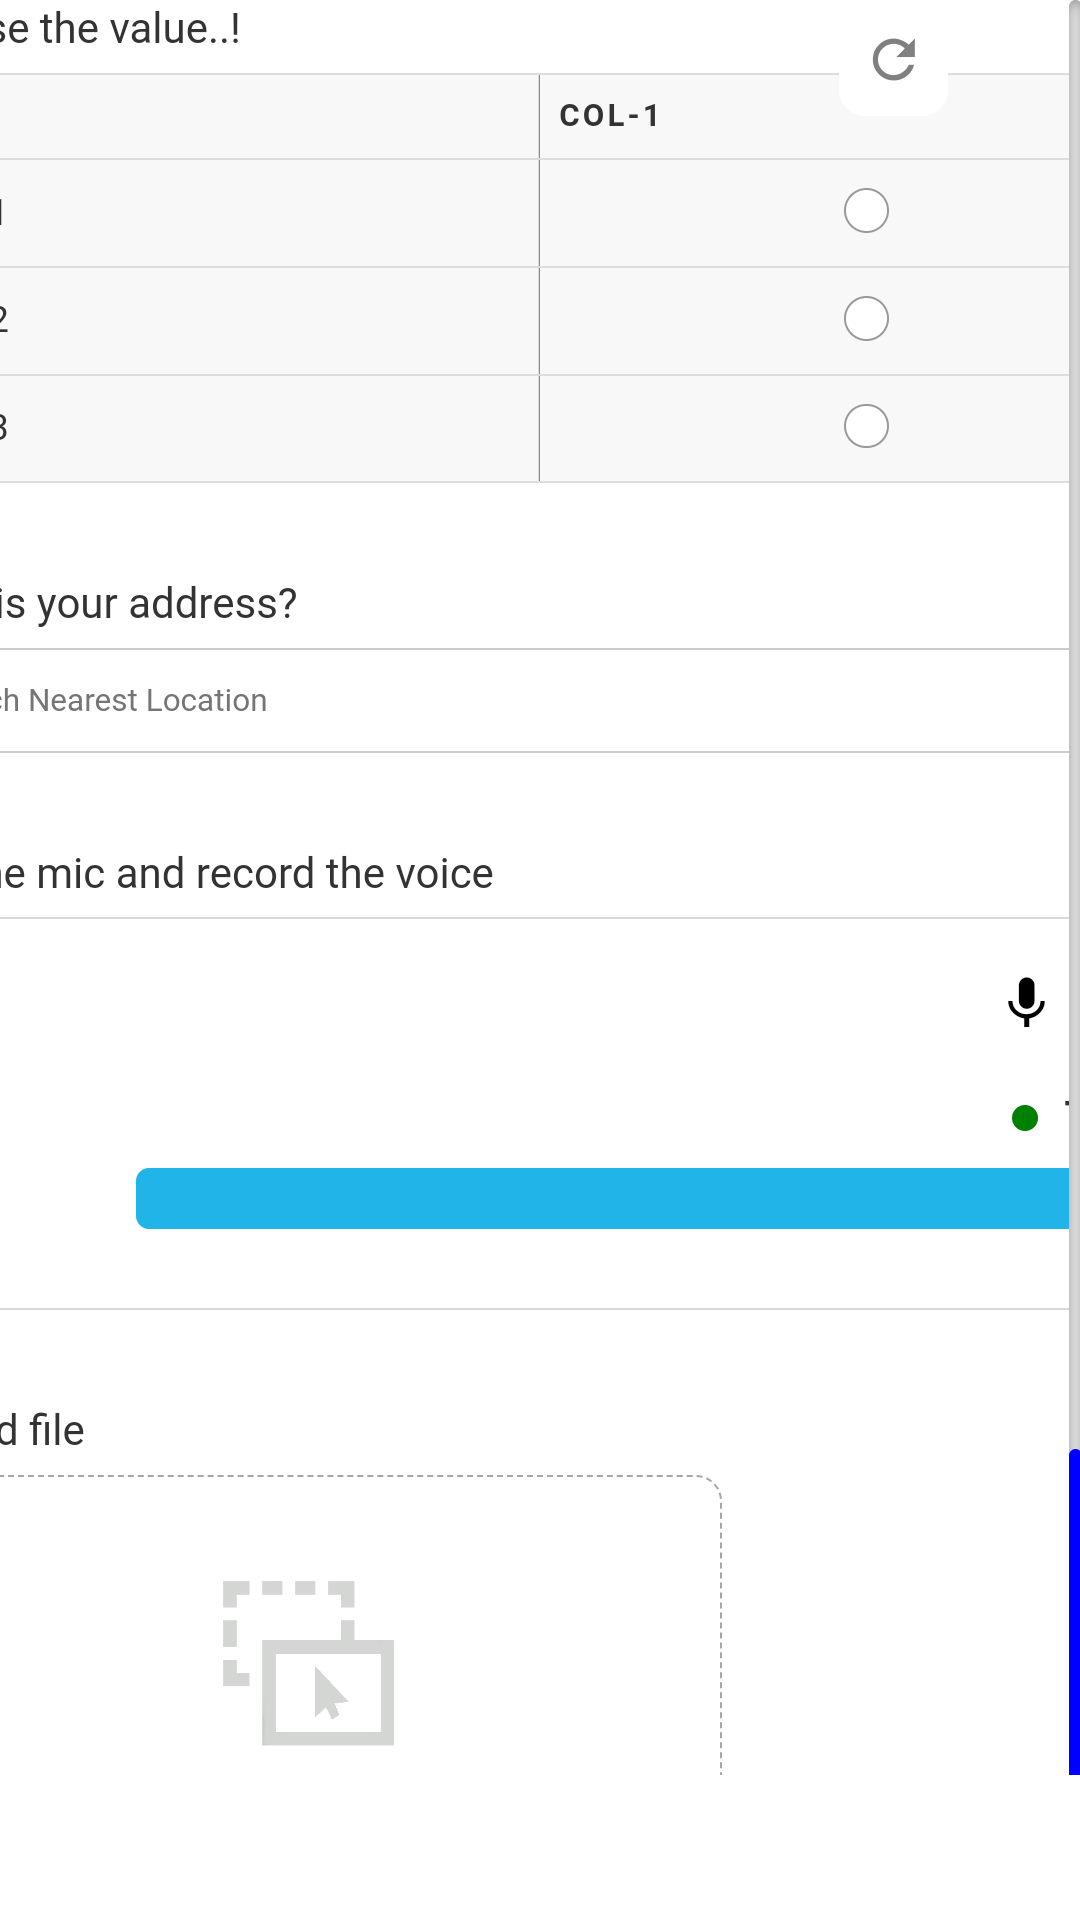 se the value..!
COL-1
2
3
is your address?
ch Nearest Location
e mic and record the voice
d file